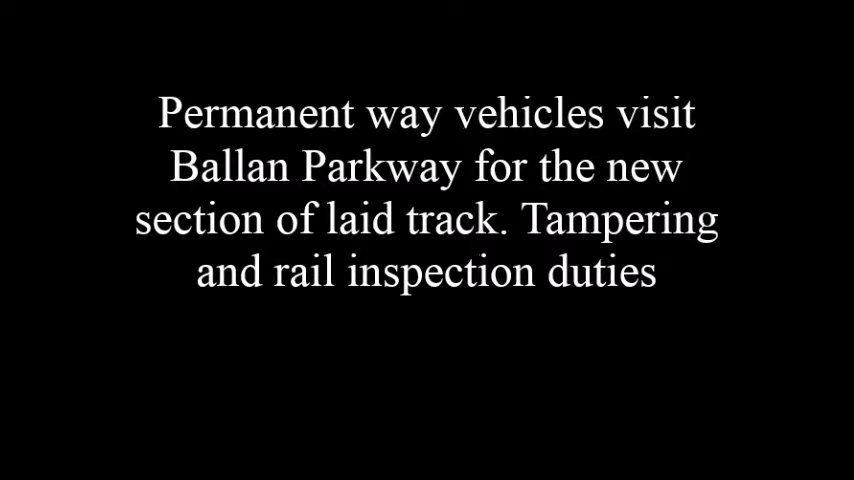 Permanent way vehicles visit
Ballan Parkway for the new
section of laid track. Tampering
and rail inspection duties